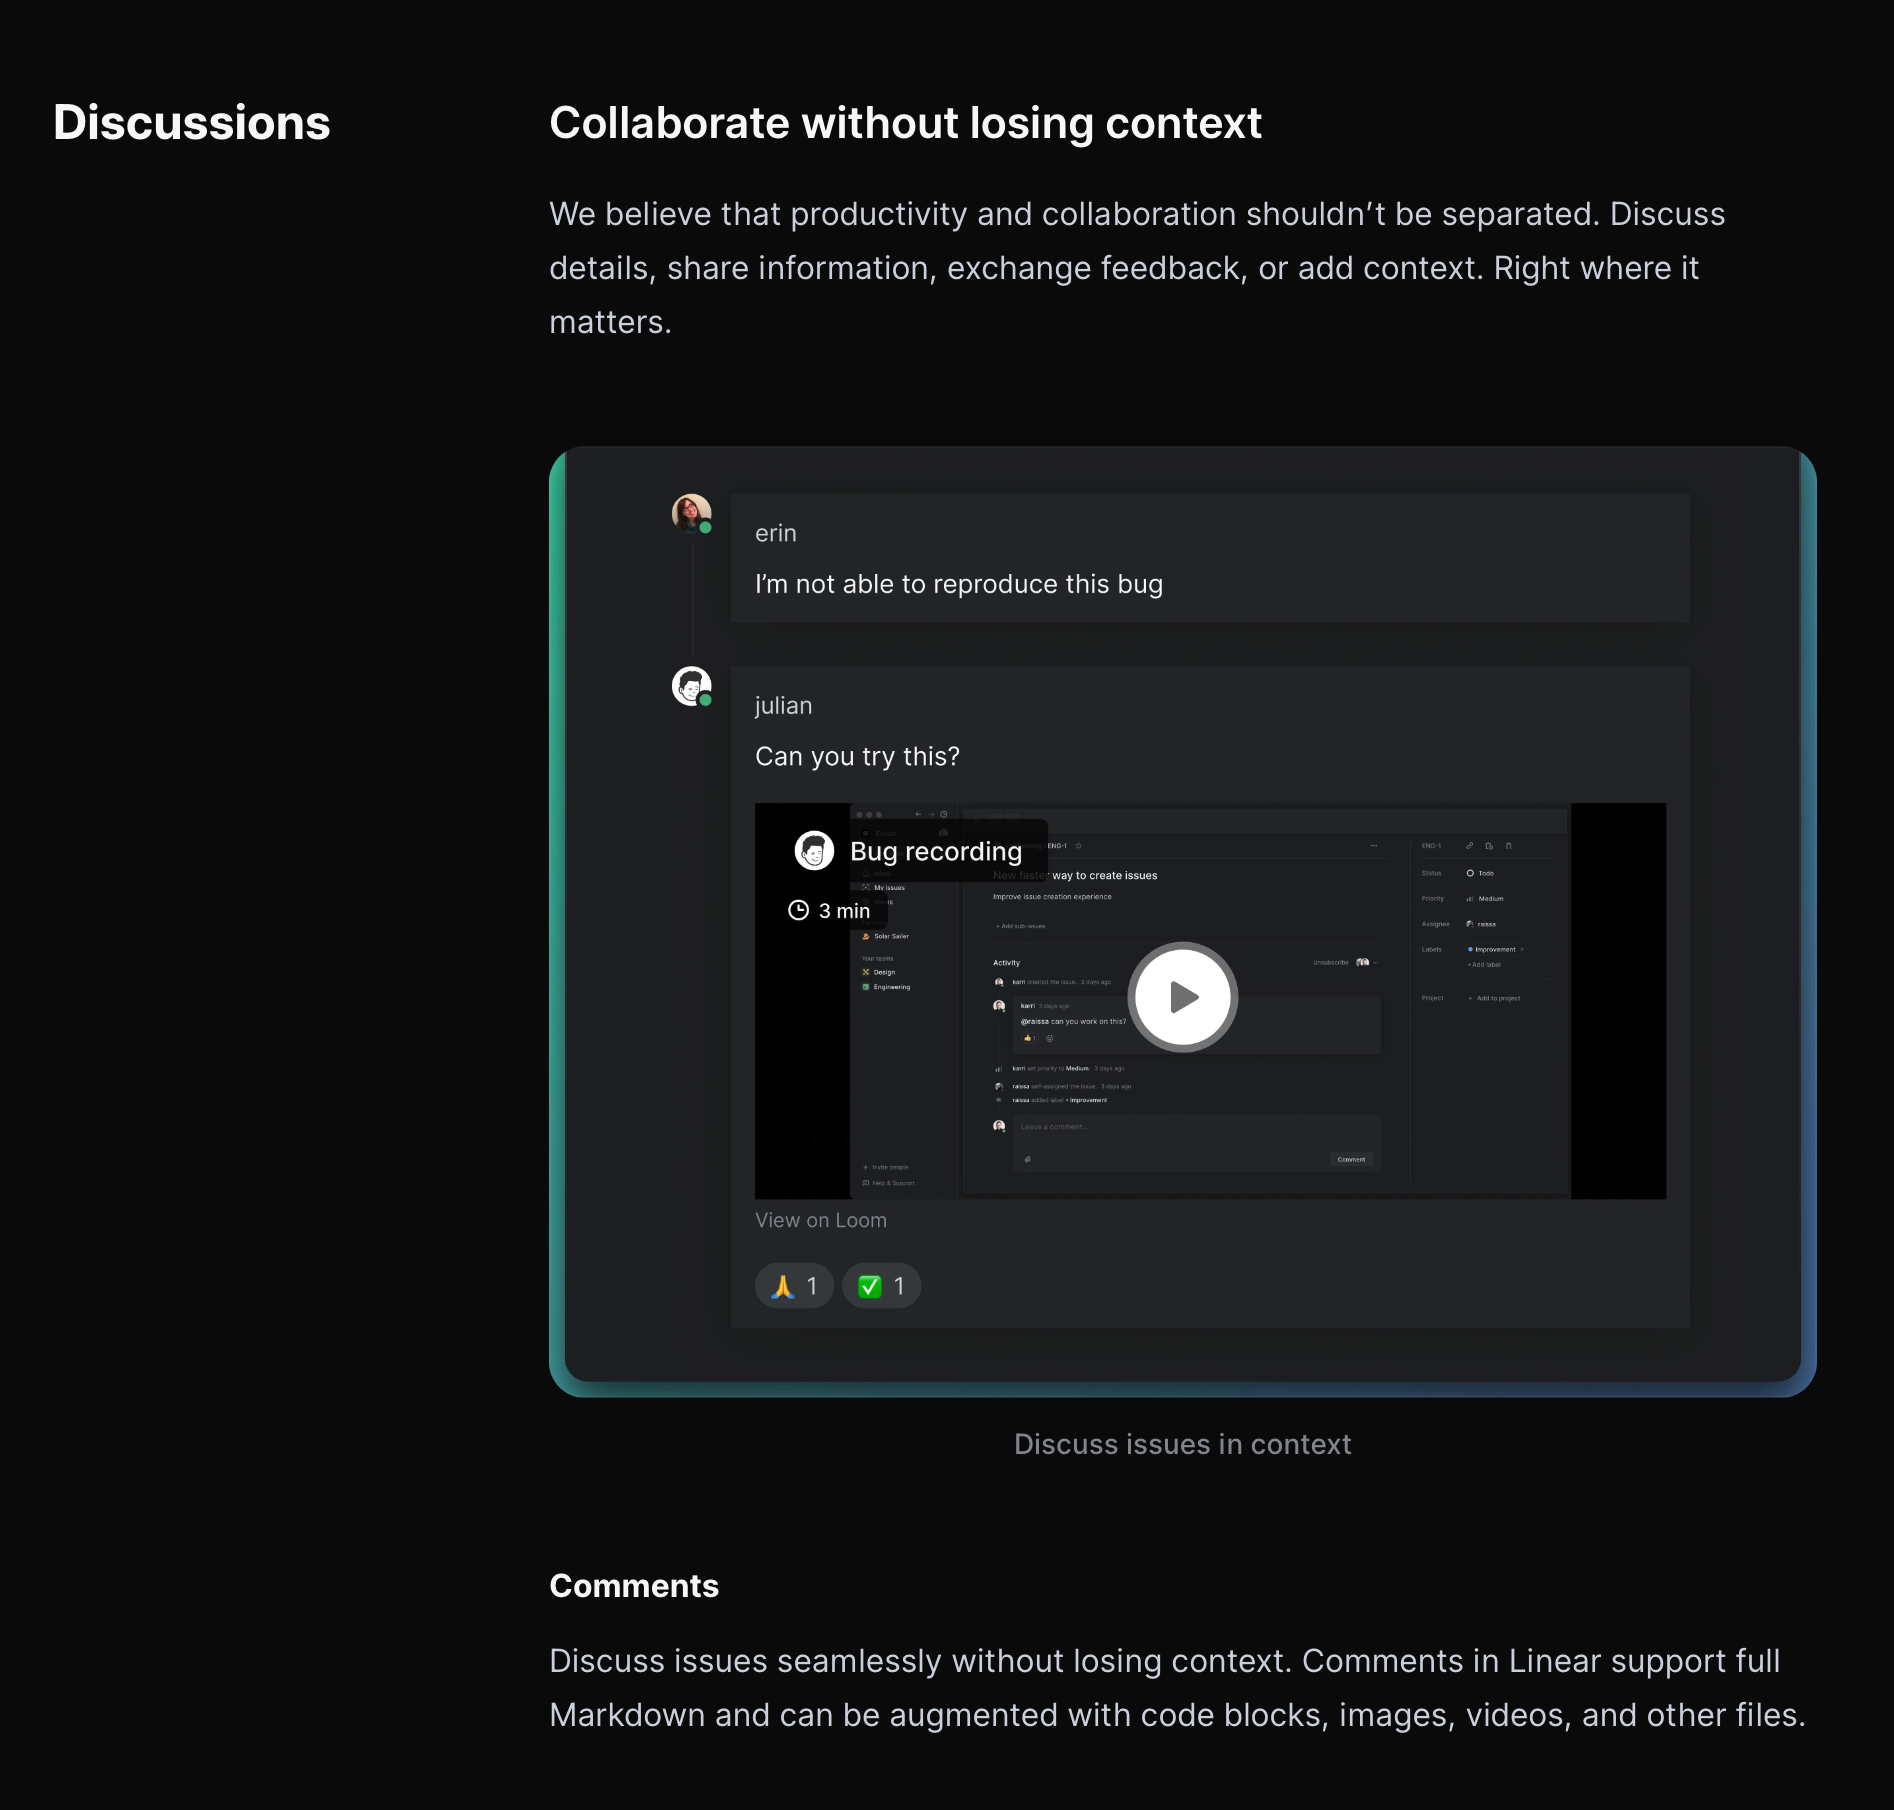 Discussions
Collaborate without losing context
We believe that productivity and collaboration shouldn’t be separated. Discuss
details, share information, exchange feedback, or add context. Right where it
matters.
erin
I’m not able to reproduce this bug
julian
Can you try this?
Bug recording
3 min
My issues
Solar Sailer
Your teams
Design
Engineering
Invite people
Help & Support
ENG-1
New faster way to create issues
Improve issue creation experience
+ Add sub-issues
Activity
Unsubscribe
karri created the issue. 3 days ago
karri 3 days ago
@raissa can you work on this?
1
karri set priority to Medium. 3 days ago
raissa self-assigned the issue. 3 days ago
raissa added label • Improvement
Leave a comment...
Comment
ENG-1
Status Todo
Priority Medium
Assignee raissa
Labels Improvement ×
+ Add label
Project + Add to project
View on Loom
🙏 1 ✅ 1
Discuss issues in context
Comments
Discuss issues seamlessly without losing context. Comments in Linear support full
Markdown and can be augmented with code blocks, images, videos, and other files.